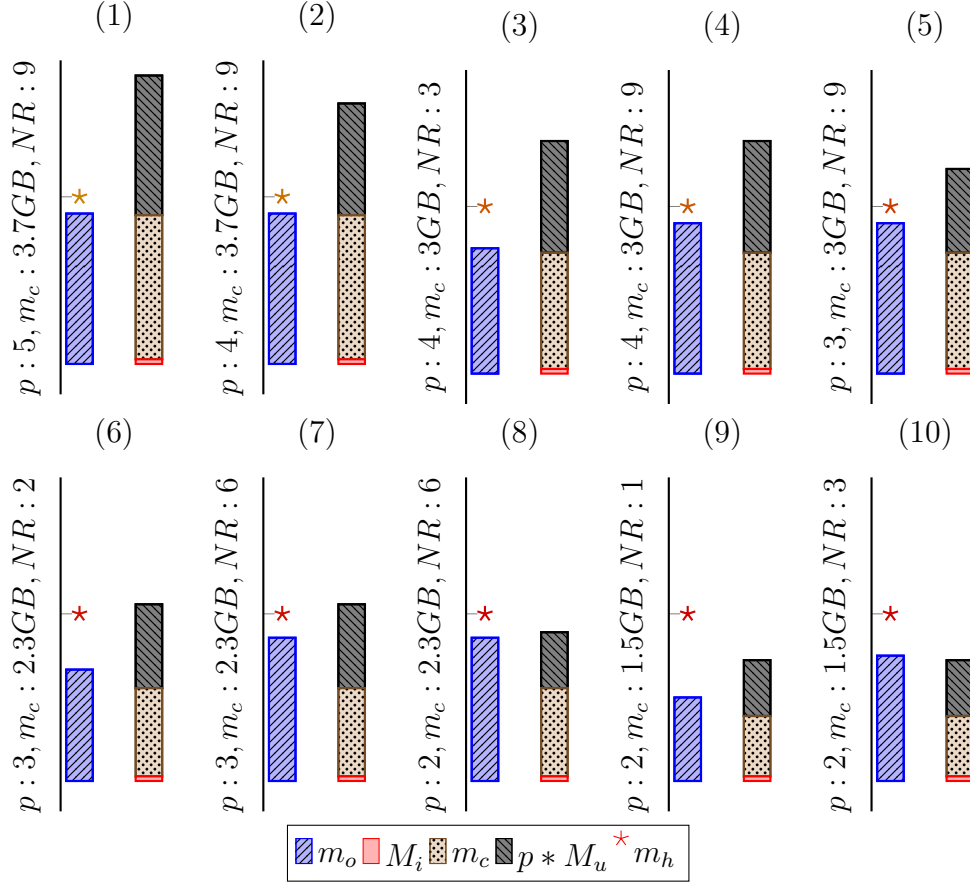 (1)
p : 5, m_c : 3.7GB, NR : 9
(2)
p : 4, m_c : 3.7GB, NR : 9
(3)
p : 4, m_c : 3GB, NR : 3
(4)
p : 4, m_c : 3GB, NR : 9
(5)
p : 3, m_c : 3GB, NR : 9
(6)
p : 3, m_c : 2.3GB, NR : 2
(7)
p : 3, m_c : 2.3GB, NR : 6
(8)
p : 2, m_c : 2.3GB, NR : 6
(9)
p : 2, m_c : 1.5GB, NR : 1
(10)
p : 2, m_c : 1.5GB, NR : 3
m_o M_i m_c p * M_u m_h